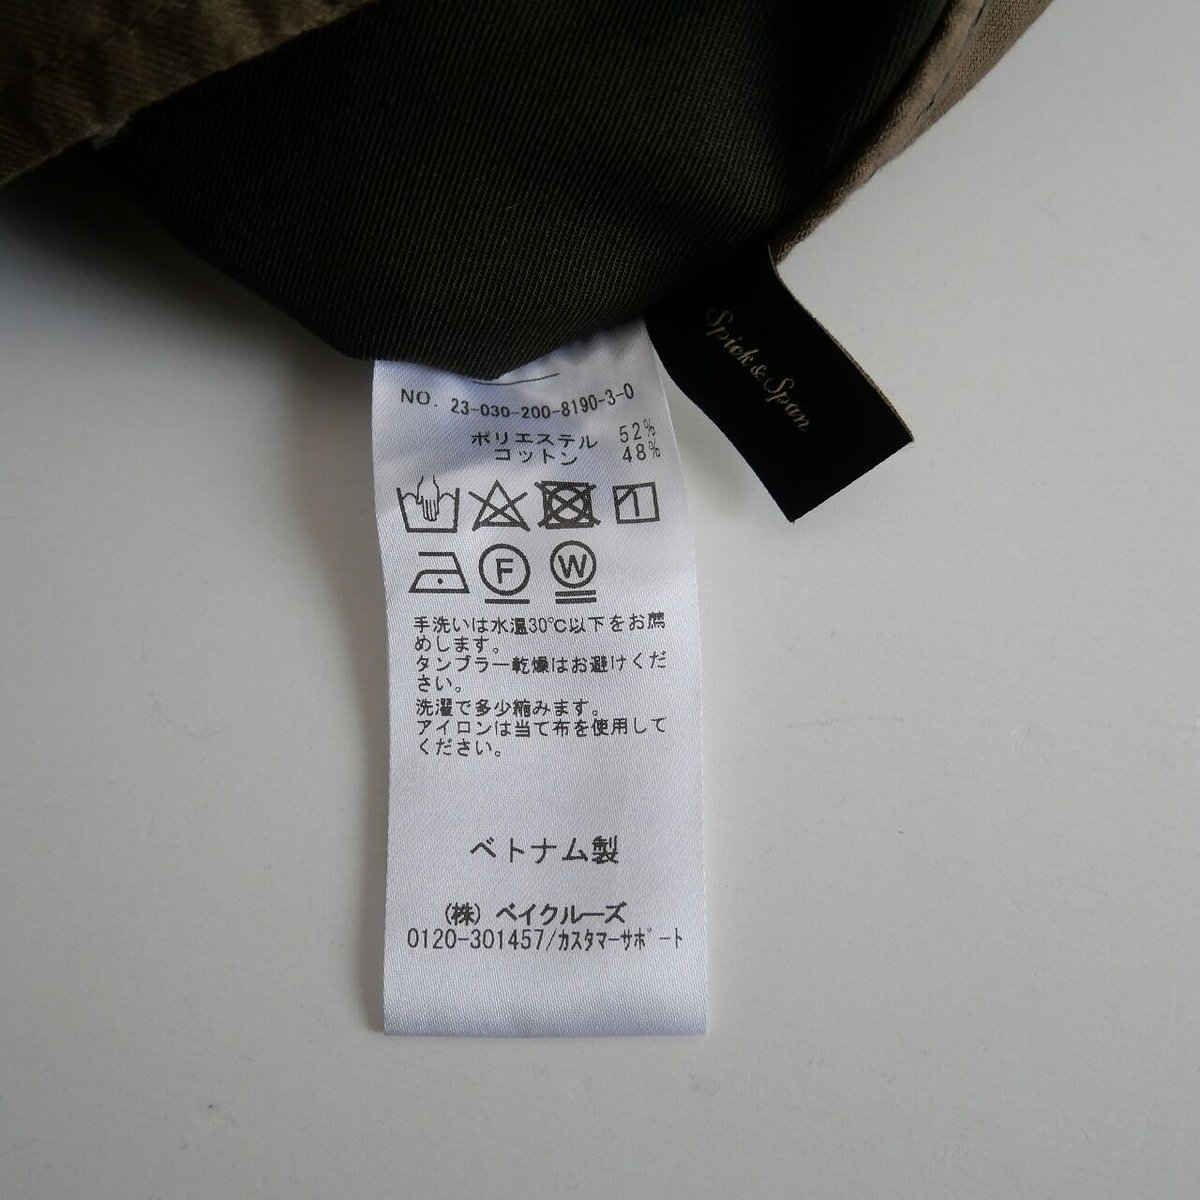 Spick & Span
NO. 23-030-200-8190-3-0
ポリエステル 52%
コットン 48%
F W
手洗いは水温30℃以下をお薦
めします。
タンブラー乾燥はお避けくだ
さい。
洗濯で多少縮みます。
アイロンは当て布を使用して
ください。
ベトナム製
(株) ベイクルーズ
0120-301457/カスタマーサポート